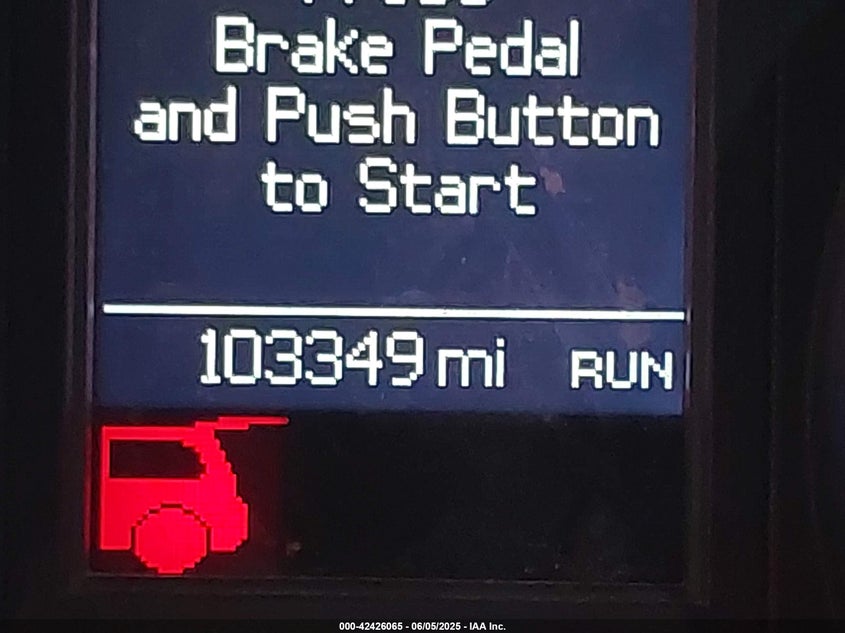 Brake Pedal
and Push Button
to Start
103349 mi RUN
000-42426065 - 06/05/2025 - IAA Inc.